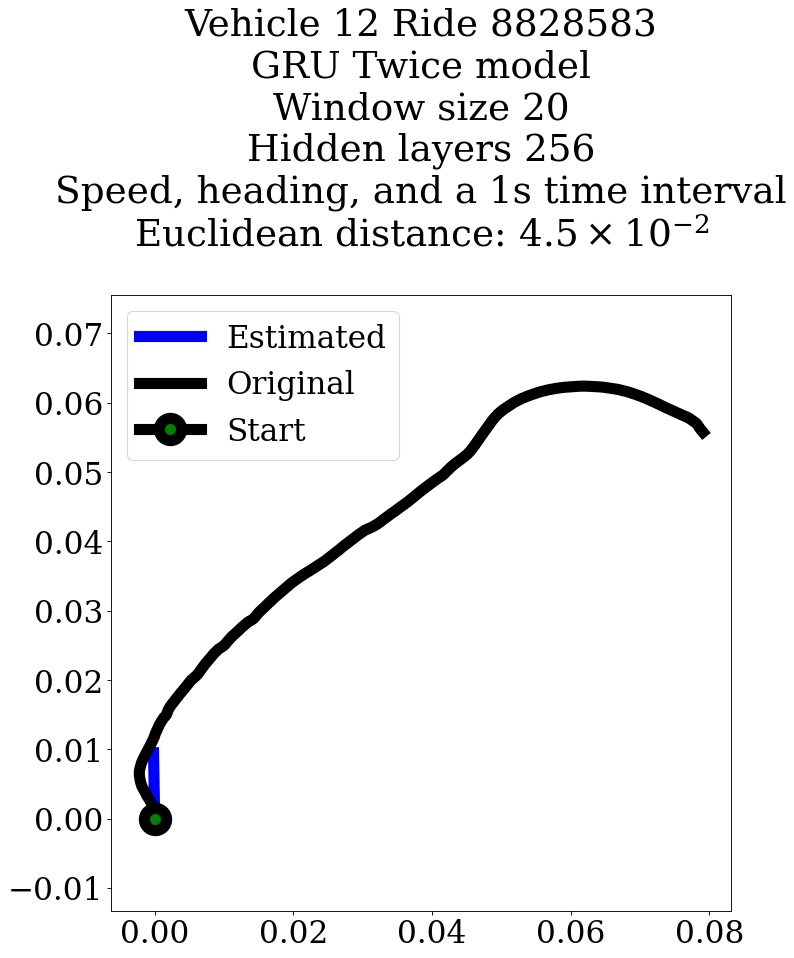 Vehicle 12 Ride 8828583
GRU Twice model
Window size 20
Hidden layers 256
Speed, heading, and a 1s time interval
Euclidean distance: 4.5 × 10⁻²
Estimated
Original
Start
0.07
0.06
0.05
0.04
0.03
0.02
0.01
0.00
−0.01
0.00 0.02 0.04 0.06 0.08